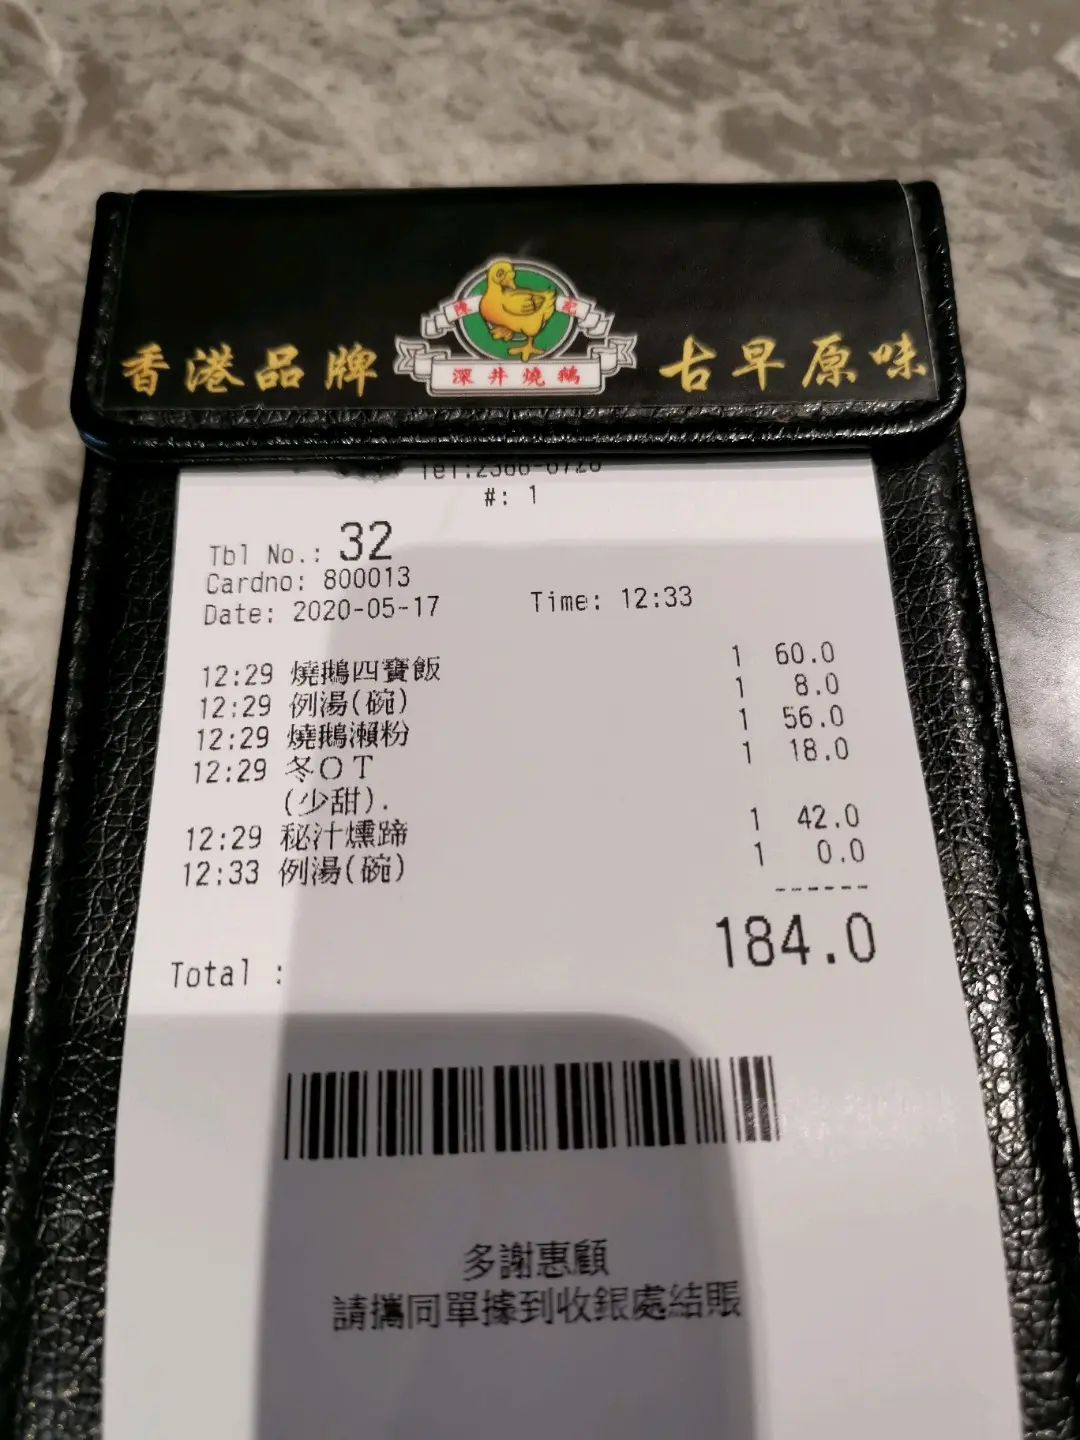 陳記
香港品牌 深井燒鵝 古早原味
#: 1
Tbl No.: 32
Cardno: 800013
Date: 2020-05-17 Time: 12:33
12:29 燒鵝四寶飯 1 60.0
12:29 例湯(碗) 1 8.0
12:29 燒鵝瀨粉 1 56.0
12:29 冬OT 1 18.0
(少甜).
12:29 秘汁燻蹄 1 42.0
12:33 例湯(碗) 1 0.0
------
Total : 184.0
多謝惠顧
請攜同單據到收銀處結賬